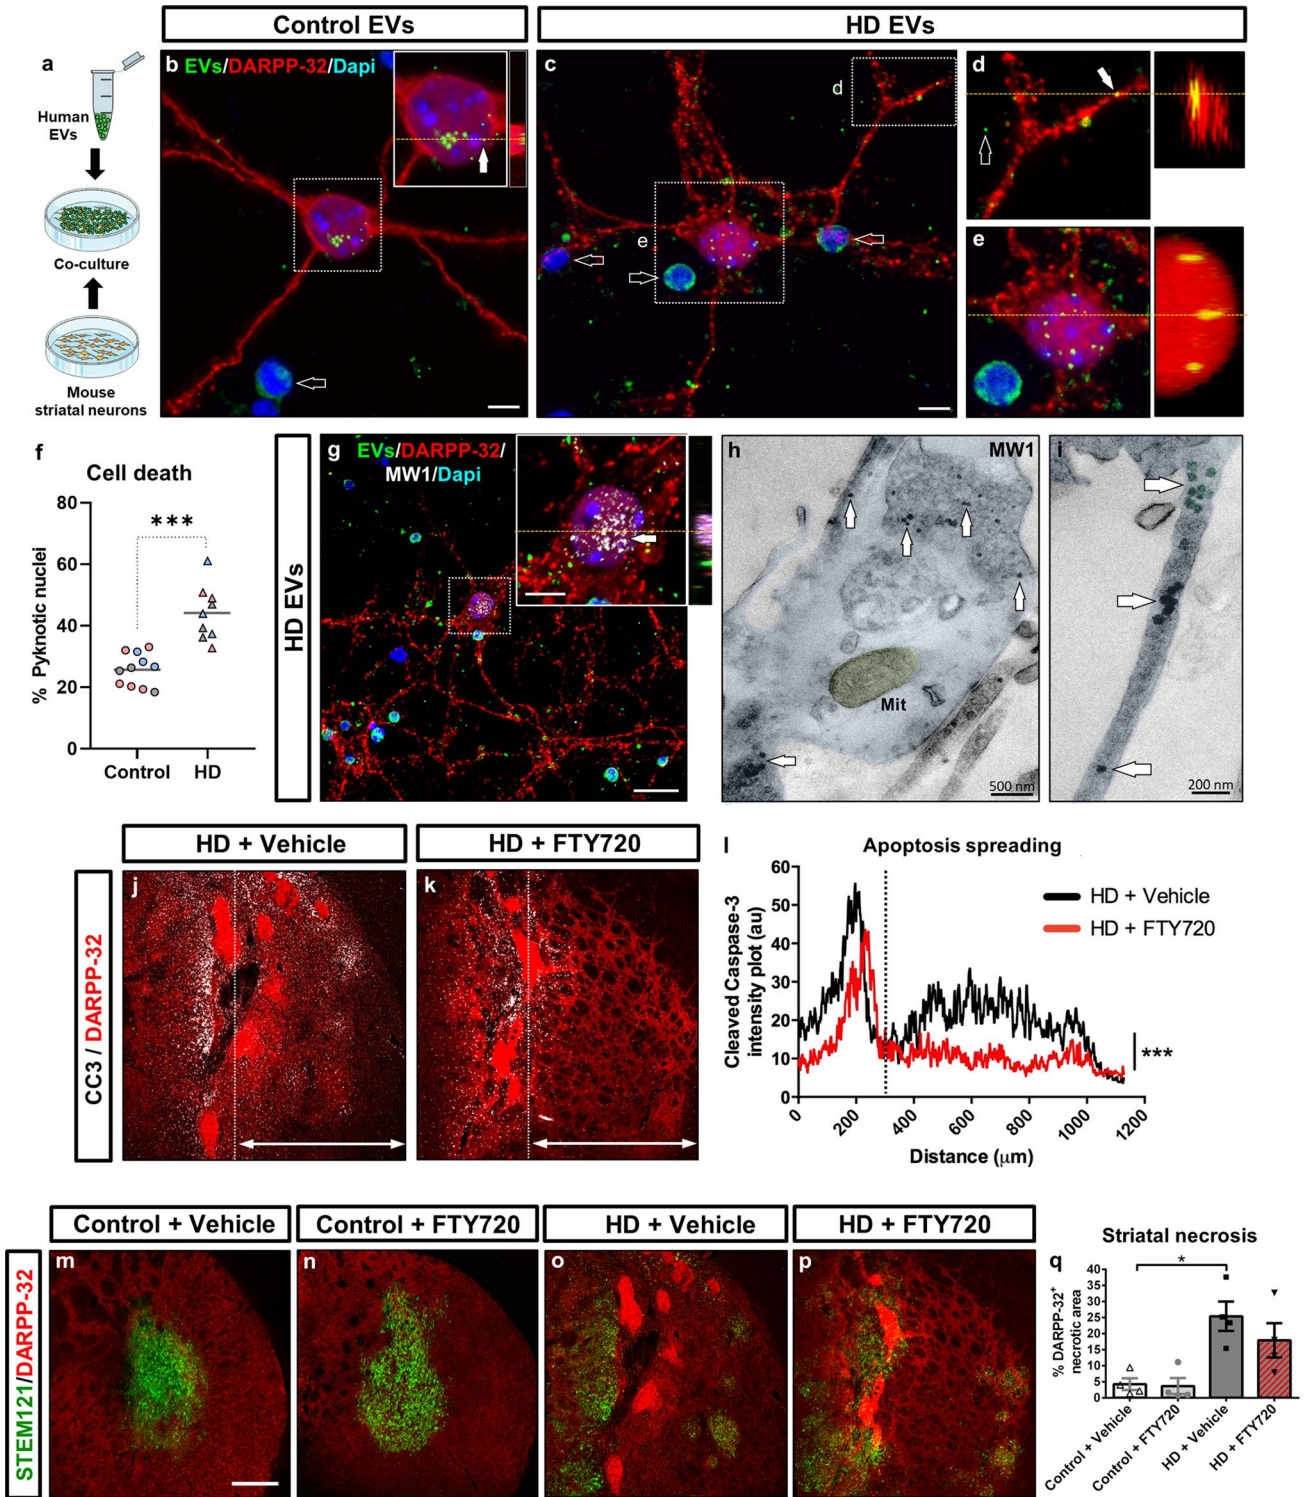 Control EVs
HD EVs
a
Human
EVs
Co-culture
Mouse
striatal neurons
b EVs/DARPP-32/Dapi
c
d
e
d
e
f
Cell death
% Pyknotic nuclei
80
60
40
20
0
***
Control
HD
HD EVs
g EVs/DARPP-32/
MW1/Dapi
h
MW1
Mit
500 nm
i
200 nm
HD + Vehicle
HD + FTY720
CC3 / DARPP-32
j
k
l
Apoptosis spreading
Cleaved Caspase-3
intensity plot (au)
60
50
40
30
20
10
0
HD + Vehicle
HD + FTY720
***
0
200
400
600
800
1000
1200
Distance (μm)
Control + Vehicle
Control + FTY720
HD + Vehicle
HD + FTY720
STEM121/DARPP-32
m
n
o
p
q
Striatal necrosis
% DARPP-32+
necrotic area
40
35
30
25
20
15
10
5
0
*
Control + Vehicle
Control + FTY720
HD + Vehicle
HD + FTY720